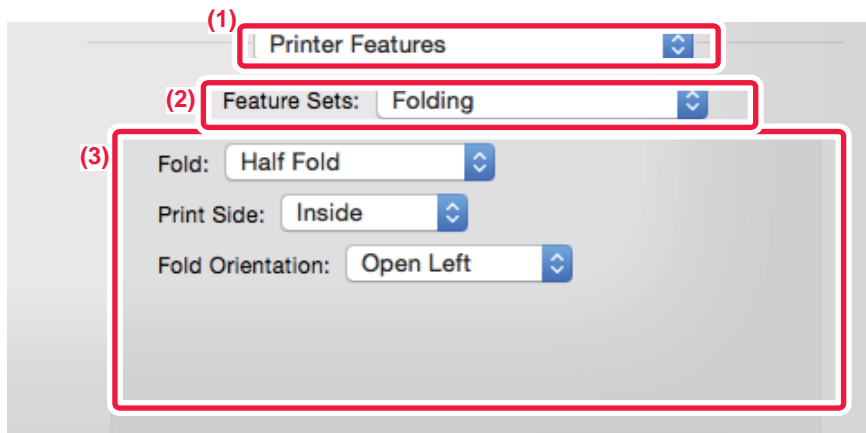 (1)
Printer Features
(2)
Feature Sets: Folding
(3)
Fold: Half Fold
Print Side: Inside
Fold Orientation: Open Left